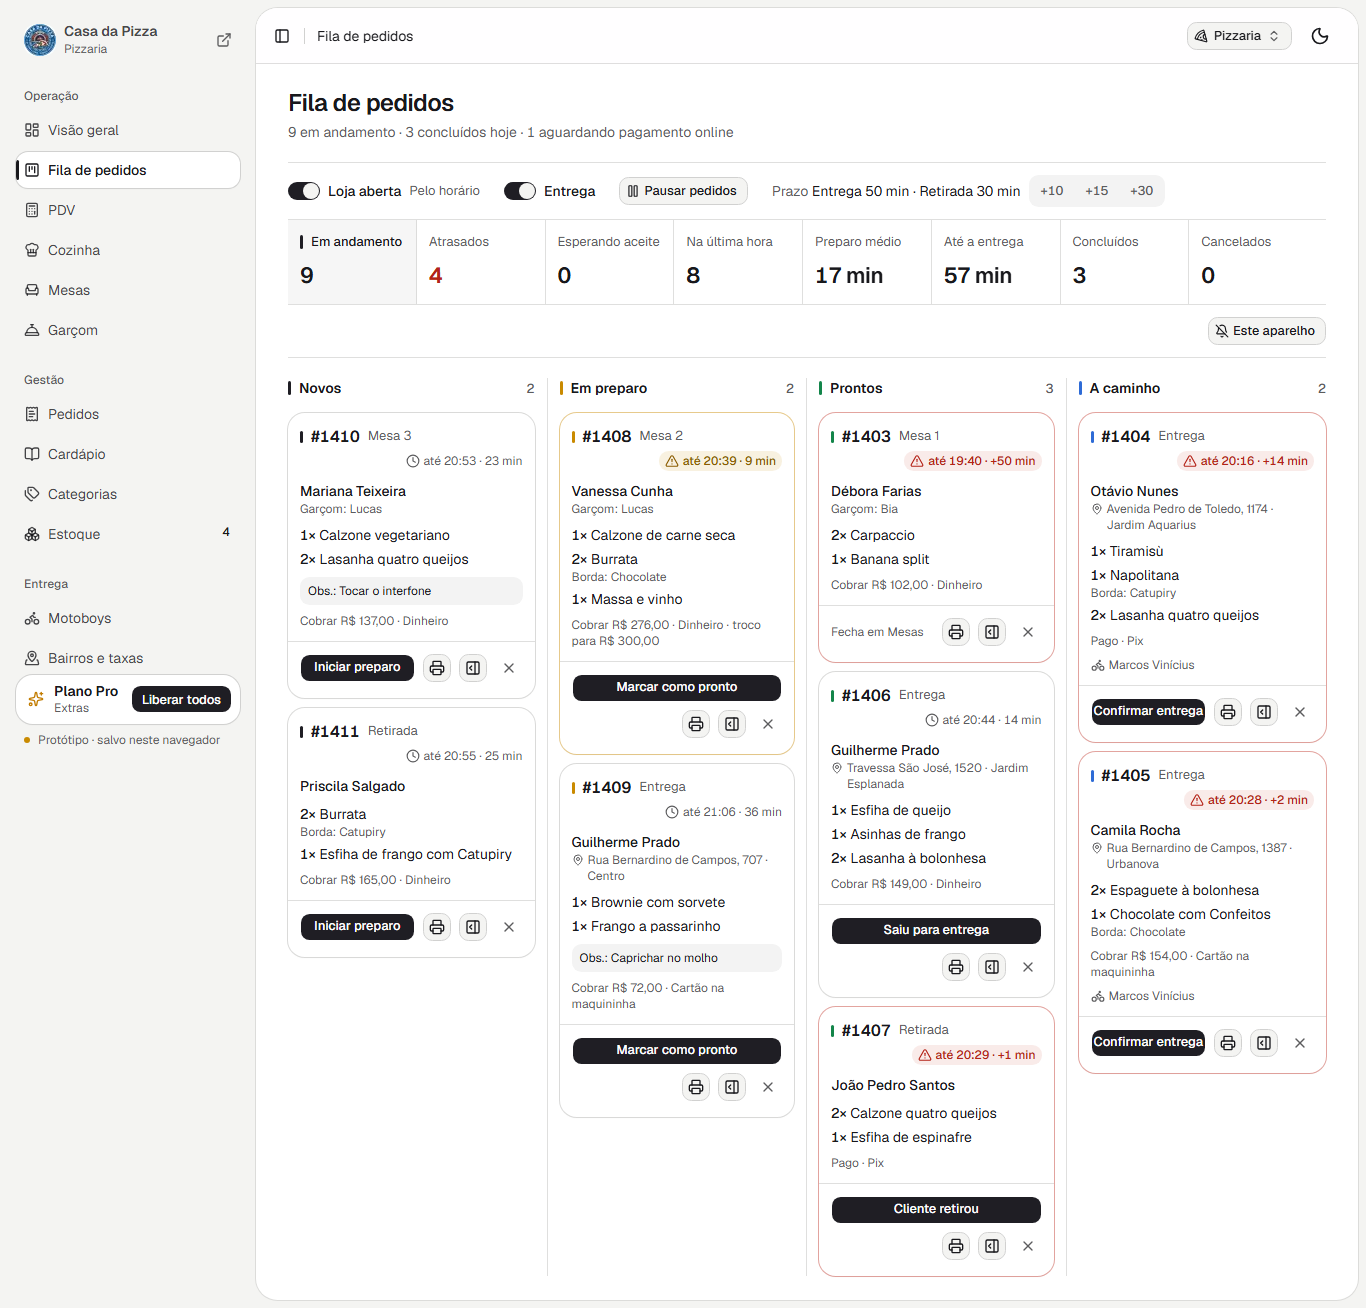 Casa da Pizza
Pizzaria
Operação
Visão geral
Fila de pedidos
PDV
Cozinha
Mesas
Garçom
Gestão
Pedidos
Cardápio
Categorias
Estoque 4
Entrega
Motoboys
Bairros e taxas
Plano Pro
Extras
Liberar todos
Protótipo · salvo neste navegador
Fila de pedidos
Pizzaria
Fila de pedidos
9 em andamento · 3 concluídos hoje · 1 aguardando pagamento online
Loja aberta Pelo horário Entrega Pausar pedidos Prazo Entrega 50 min · Retirada 30 min +10 +15 +30
Em andamento
9
Atrasados
4
Esperando aceite
0
Na última hora
8
Preparo médio
17 min
Até a entrega
57 min
Concluídos
3
Cancelados
0
Este aparelho
Novos 2
#1410 Mesa 3
até 20:53 · 23 min
Mariana Teixeira
Garçom: Lucas
1× Calzone vegetariano
2× Lasanha quatro queijos
Obs.: Tocar o interfone
Cobrar R$ 137,00 · Dinheiro
Iniciar preparo
#1411 Retirada
até 20:55 · 25 min
Priscila Salgado
2× Burrata
Borda: Catupiry
1× Esfiha de frango com Catupiry
Cobrar R$ 165,00 · Dinheiro
Iniciar preparo
Em preparo 2
#1408 Mesa 2
até 20:39 · 9 min
Vanessa Cunha
Garçom: Lucas
1× Calzone de carne seca
2× Burrata
Borda: Chocolate
1× Massa e vinho
Cobrar R$ 276,00 · Dinheiro · troco
para R$ 300,00
Marcar como pronto
#1409 Entrega
até 21:06 · 36 min
Guilherme Prado
Rua Bernardino de Campos, 707 ·
Centro
1× Brownie com sorvete
1× Frango a passarinho
Obs.: Caprichar no molho
Cobrar R$ 72,00 · Cartão na
maquininha
Marcar como pronto
Prontos 3
#1403 Mesa 1
até 19:40 · +50 min
Débora Farias
Garçom: Bia
2× Carpaccio
1× Banana split
Cobrar R$ 102,00 · Dinheiro
Fecha em Mesas
#1406 Entrega
até 20:44 · 14 min
Guilherme Prado
Travessa São José, 1520 · Jardim
Esplanada
1× Esfiha de queijo
1× Asinhas de frango
2× Lasanha à bolonhesa
Cobrar R$ 149,00 · Dinheiro
Saiu para entrega
#1407 Retirada
até 20:29 · +1 min
João Pedro Santos
2× Calzone quatro queijos
1× Esfiha de espinafre
Pago · Pix
Cliente retirou
A caminho 2
#1404 Entrega
até 20:16 · +14 min
Otávio Nunes
Avenida Pedro de Toledo, 1174 ·
Jardim Aquarius
1× Tiramisù
1× Napolitana
Borda: Catupiry
2× Lasanha quatro queijos
Pago · Pix
Marcos Vinícius
Confirmar entrega
#1405 Entrega
até 20:28 · +2 min
Camila Rocha
Rua Bernardino de Campos, 1387 ·
Urbanova
2× Espaguete à bolonhesa
1× Chocolate com Confeitos
Borda: Chocolate
Cobrar R$ 154,00 · Cartão na
maquininha
Marcos Vinícius
Confirmar entrega